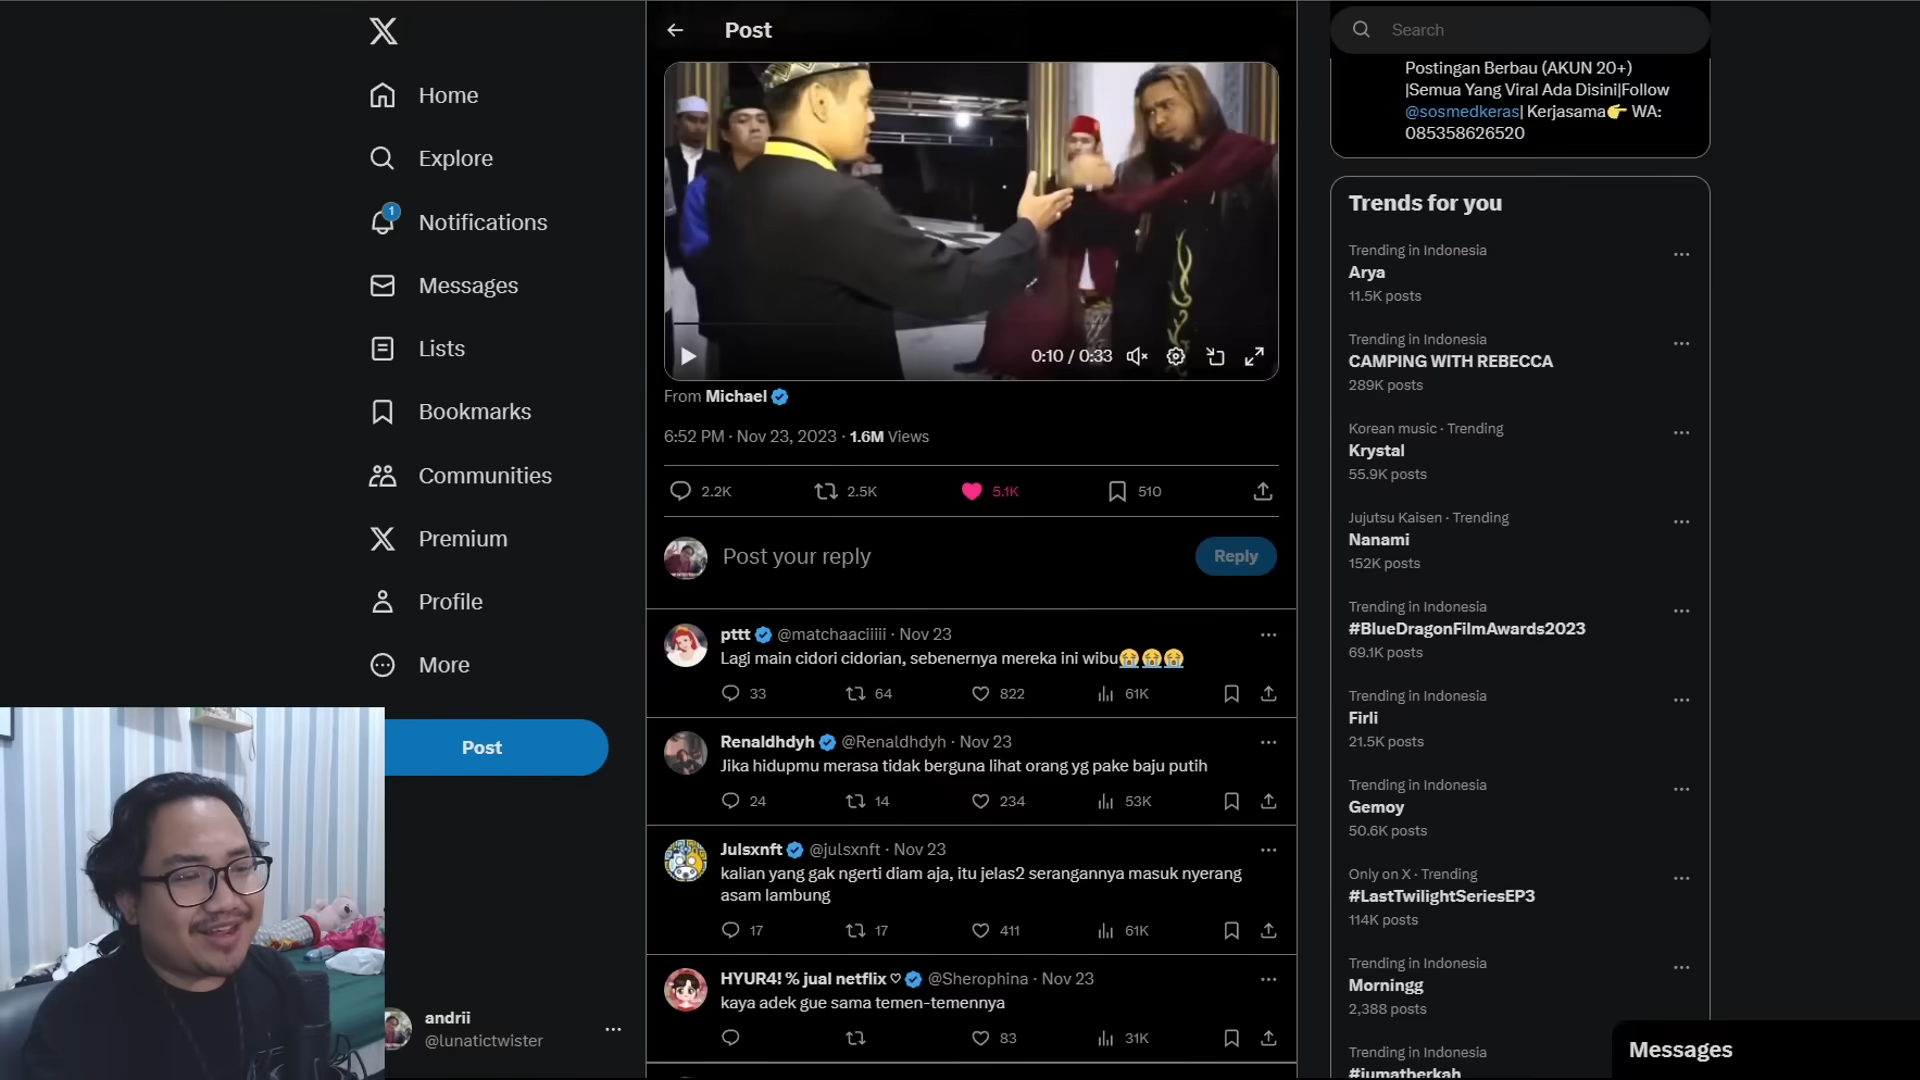 Home
Explore
1
Notifications
Messages
Lists
Bookmarks
Communities
Premium
Profile
More
Post
andrii
@lunatictwister
Post
0:10 / 0:33
From Michael
6:52 PM · Nov 23, 2023 · 1.6M Views
2.2K 2.5K 5.1K 510
Post your reply
Reply
pttt @matchaaciiiii · Nov 23
Lagi main cidori cidorian, sebenernya mereka ini wibu😭😭😭
33 64 822 61K
Renaldhdyh @Renaldhdyh · Nov 23
Jika hidupmu merasa tidak berguna lihat orang yg pake baju putih
24 14 234 53K
Julsxnft @julsxnft · Nov 23
kalian yang gak ngerti diam aja, itu jelas2 serangannya masuk nyerang
asam lambung
17 17 411 61K
HYUR4! % jual netflix ♡ @Sherophina · Nov 23
kaya adek gue sama temen-temennya
83 31K
Search
Postingan Berbau (AKUN 20+)
|Semua Yang Viral Ada Disini|Follow
@sosmedkeras| Kerjasama👉 WA:
085358626520
Trends for you
Trending in Indonesia
Arya
11.5K posts
Trending in Indonesia
CAMPING WITH REBECCA
289K posts
Korean music · Trending
Krystal
55.9K posts
Jujutsu Kaisen · Trending
Nanami
152K posts
Trending in Indonesia
#BlueDragonFilmAwards2023
69.1K posts
Trending in Indonesia
Firli
21.5K posts
Trending in Indonesia
Gemoy
50.6K posts
Only on X · Trending
#LastTwilightSeriesEP3
114K posts
Trending in Indonesia
Morningg
2,388 posts
Trending in Indonesia
#jumatberkah
Messages